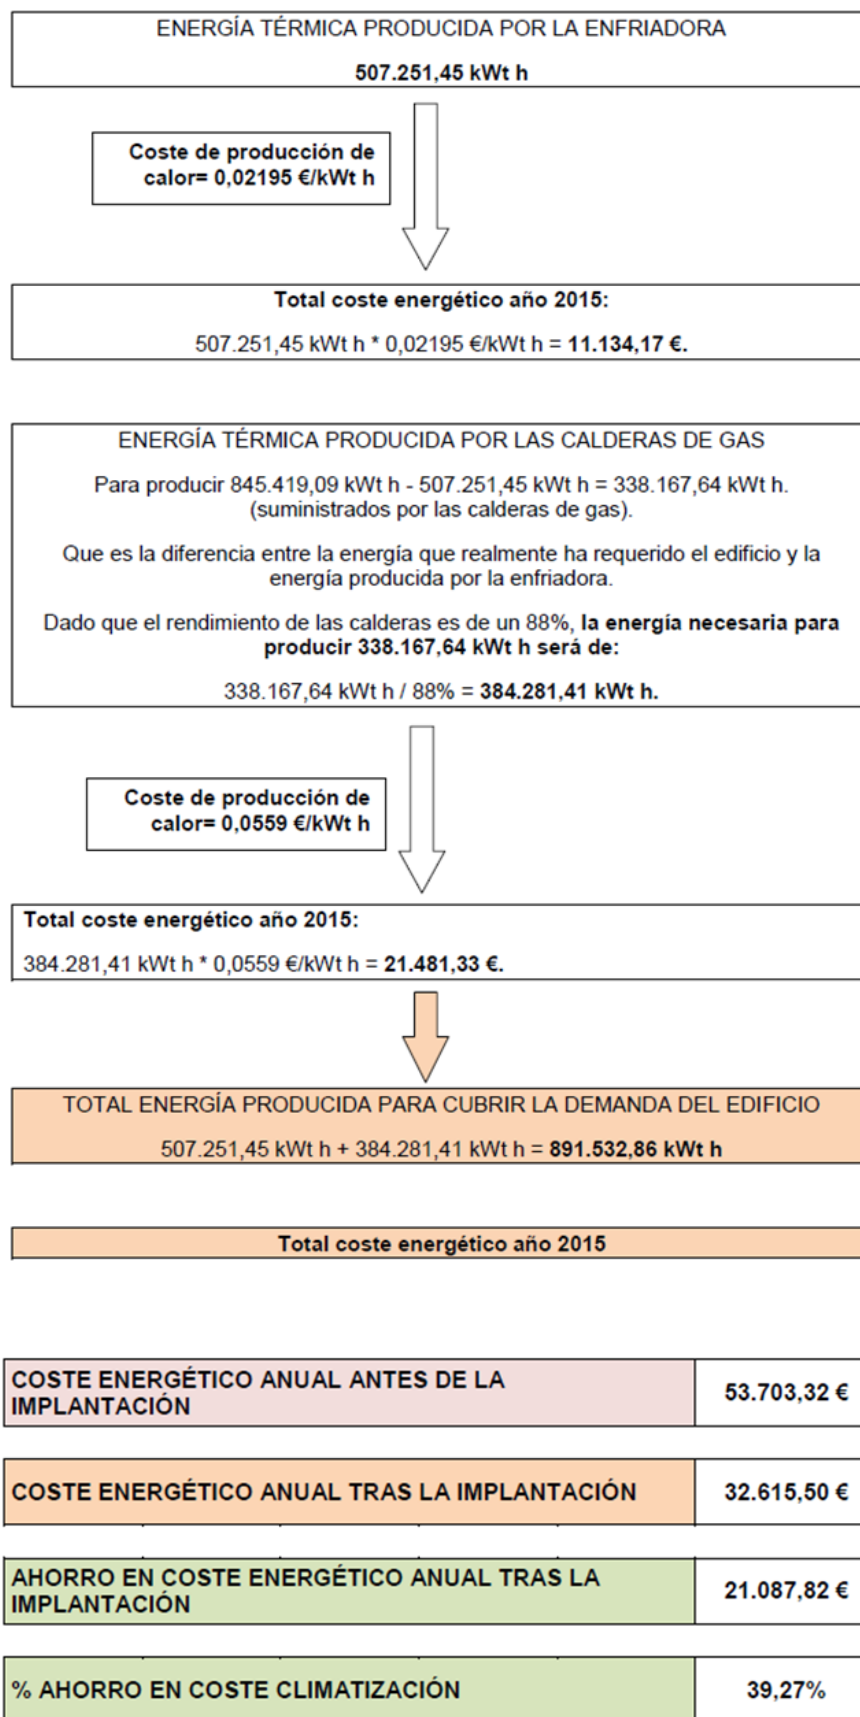 ENERGÍA TÉRMICA PRODUCIDA POR LA ENFRIADORA
507.251,45 kWt h
Coste de producción de
calor= 0,02195 €/kWt h
Total coste energético año 2015:
507.251,45 kWt h * 0,02195 €/kWt h = 11.134,17 €.
ENERGÍA TÉRMICA PRODUCIDA POR LAS CALDERAS DE GAS
Para producir 845.419,09 kWt h - 507.251,45 kWt h = 338.167,64 kWt h.
(suministrados por las calderas de gas).
Que es la diferencia entre la energía que realmente ha requerido el edificio y la
energía producida por la enfriadora.
Dado que el rendimiento de las calderas es de un 88%, la energía necesaria para
producir 338.167,64 kWt h será de:
338.167,64 kWt h / 88% = 384.281,41 kWt h.
Coste de producción de
calor= 0,0559 €/kWt h
Total coste energético año 2015:
384.281,41 kWt h * 0,0559 €/kWt h = 21.481,33 €.
TOTAL ENERGÍA PRODUCIDA PARA CUBRIR LA DEMANDA DEL EDIFICIO
507.251,45 kWt h + 384.281,41 kWt h = 891.532,86 kWt h
Total coste energético año 2015
COSTE ENERGÉTICO ANUAL ANTES DE LA
IMPLANTACIÓN
53.703,32 €
COSTE ENERGÉTICO ANUAL TRAS LA IMPLANTACIÓN
32.615,50 €
AHORRO EN COSTE ENERGÉTICO ANUAL TRAS LA
IMPLANTACIÓN
21.087,82 €
% AHORRO EN COSTE CLIMATIZACIÓN
39,27%